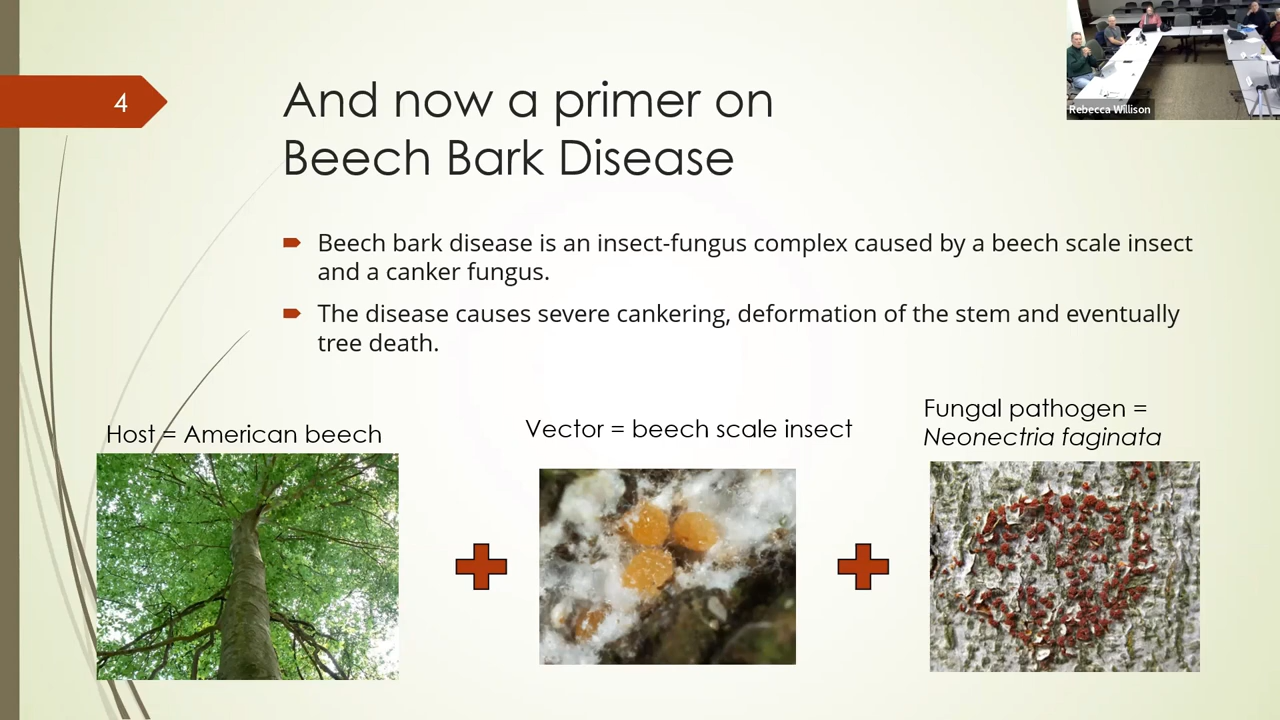 4
And now a primer on
Beech Bark Disease
Beech bark disease is an insect-fungus complex caused by a beech scale insect
and a canker fungus.
The disease causes severe cankering, deformation of the stem and eventually
tree death.
Host = American beech
Vector = beech scale insect
Fungal pathogen =
Neonectria faginata
Rebecca Willison